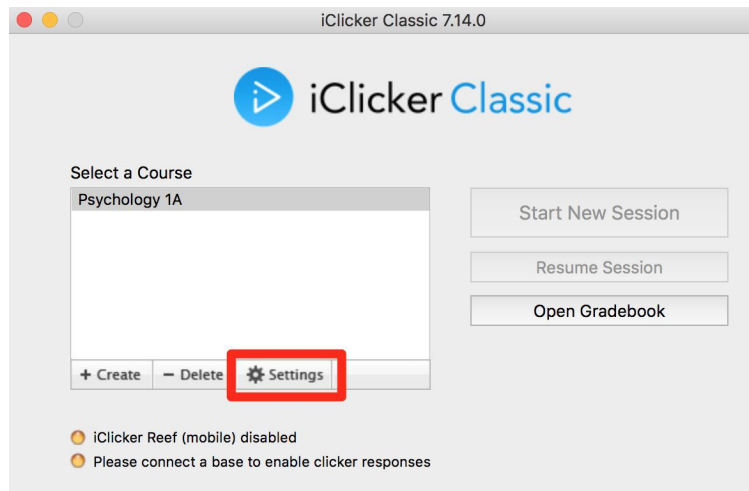 iClicker Classic 7.14.0
iClicker Classic
Select a Course
Psychology 1A
Start New Session
Resume Session
Open Gradebook
+ Create
− Delete
Settings
iClicker Reef (mobile) disabled
Please connect a base to enable clicker responses